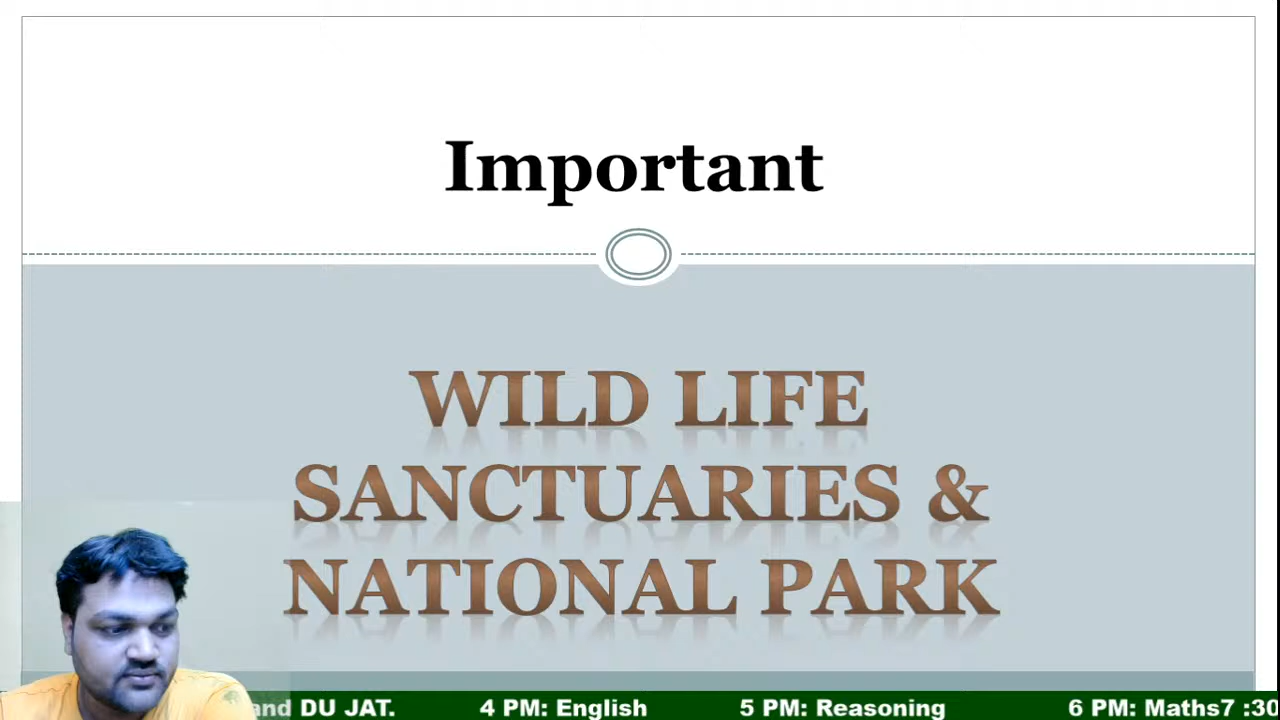 Important
WILD LIFE
SANCTUARIES &
NATIONAL PARK
and DU JAT. 4 PM: English 5 PM: Reasoning 6 PM: Maths7 :30